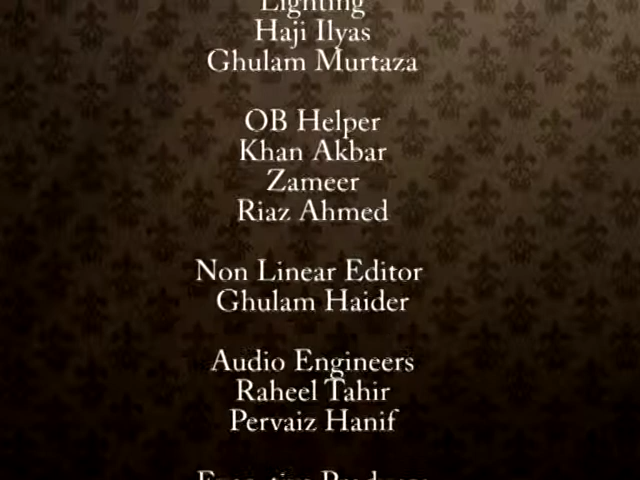 Lighting
Haji Ilyas
Ghulam Murtaza
OB Helper
Khan Akbar
Zameer
Riaz Ahmed
Non Linear Editor
Ghulam Haider
Audio Engineers
Raheel Tahir
Pervaiz Hanif